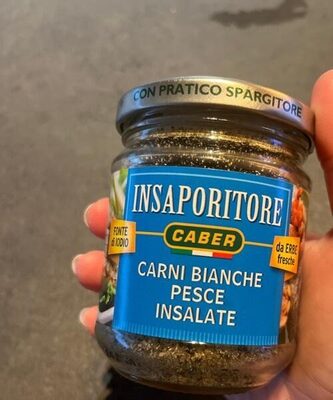 CON PRATICO SPARGITORE
INSAPORITORE
CABER
FONTE
di IODIO
da ERBE
fresche
CARNI BIANCHE
PESCE
INSALATE